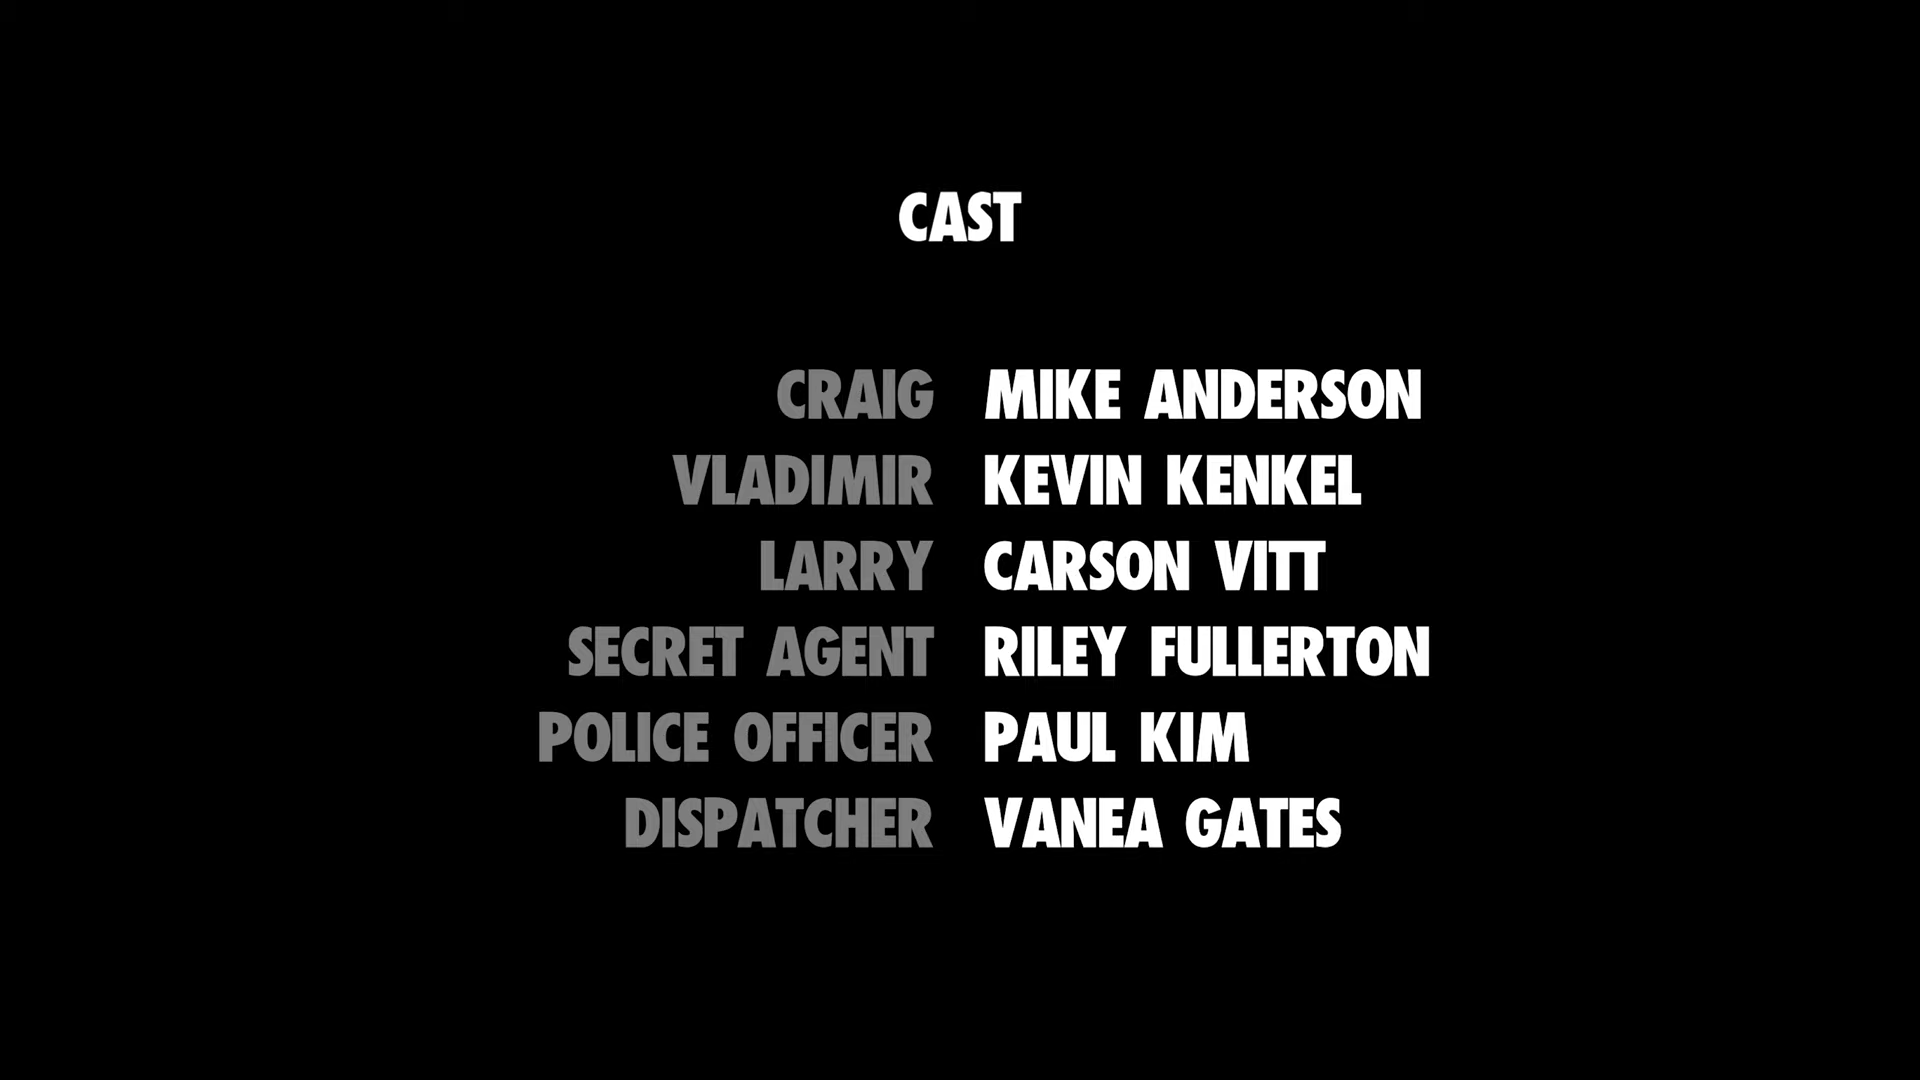 CAST
CRAIG MIKE ANDERSON
VLADIMIR KEVIN KENKEL
LARRY CARSON VITT
SECRET AGENT RILEY FULLERTON
POLICE OFFICER PAUL KIM
DISPATCHER VANEA GATES